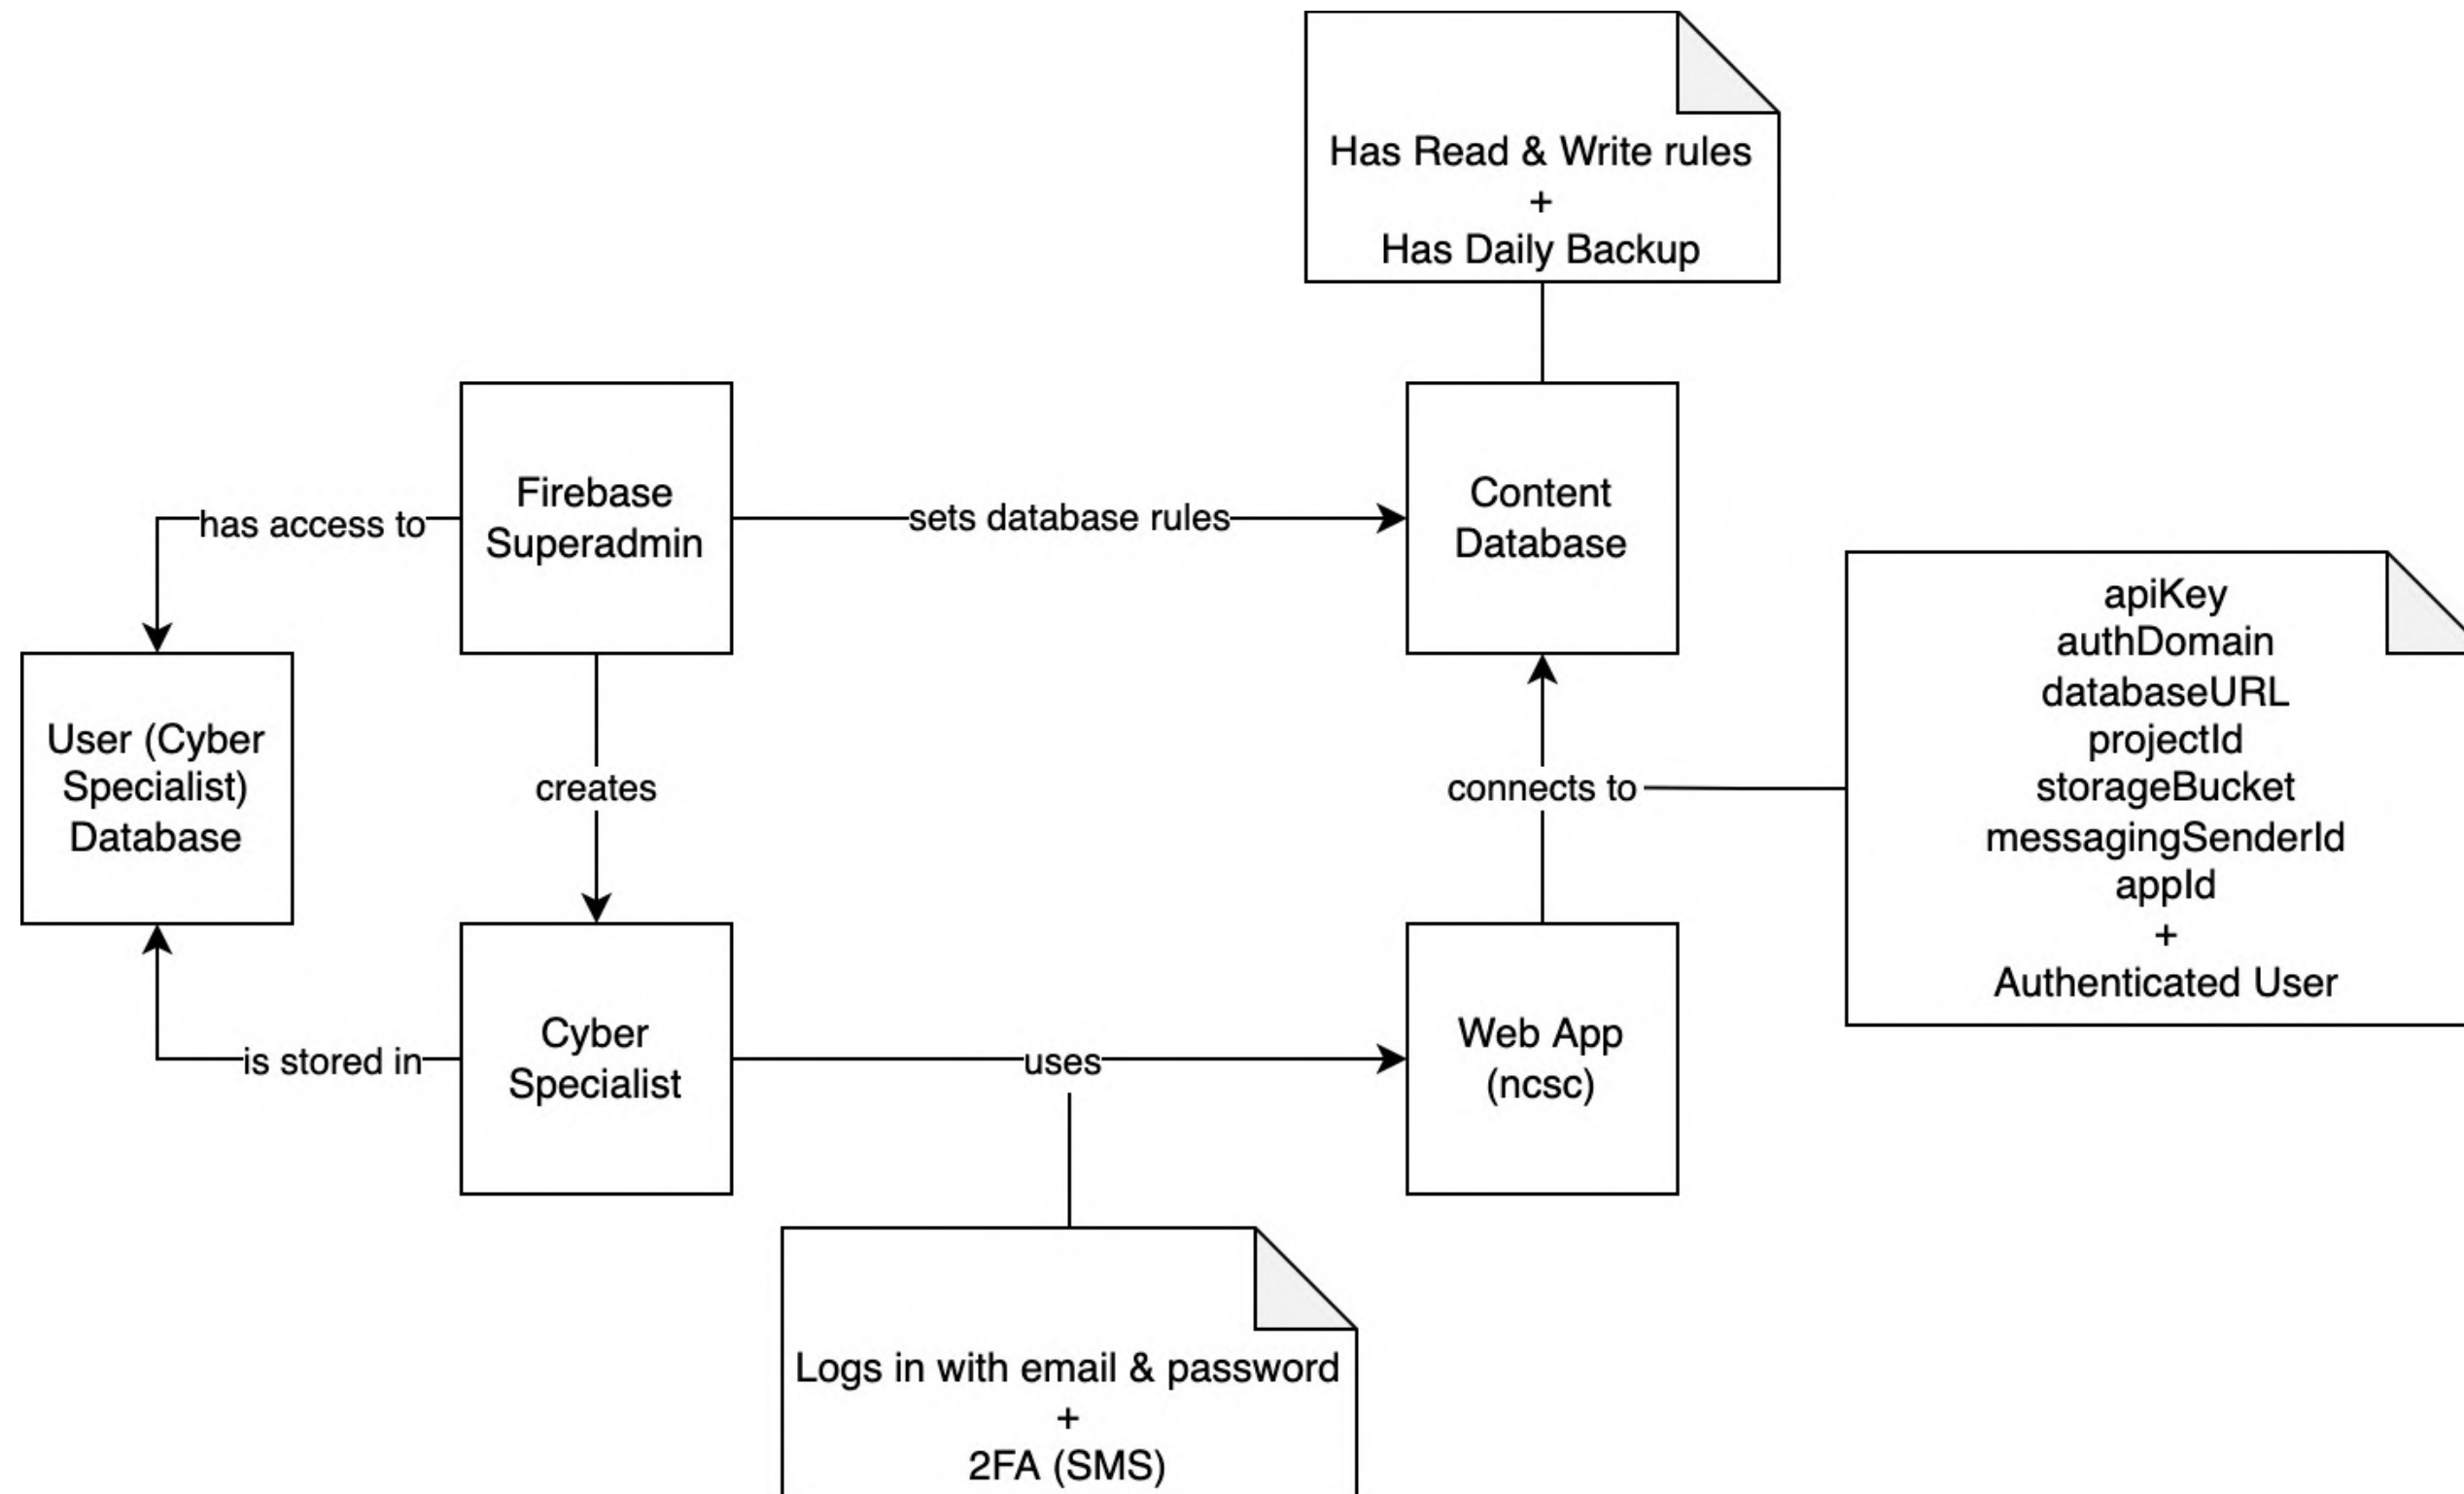 Has Read & Write rules
+
Has Daily Backup
Firebase
Superadmin
has access to
sets database rules
Content
Database
User (Cyber
Specialist)
Database
creates
connects to
apiKey
authDomain
databaseURL
projectId
storageBucket
messagingSenderId
appId
+
Authenticated User
is stored in
Cyber
Specialist
uses
Web App
(ncsc)
Logs in with email & password
+
2FA (SMS)